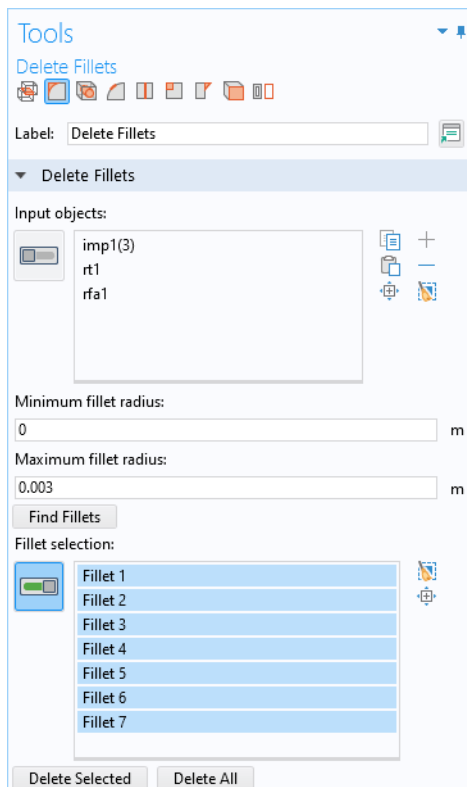 Tools
Delete Fillets
Label: Delete Fillets
Delete Fillets
Input objects:
imp1(3)
rt1
rfa1
Minimum fillet radius:
0 m
Maximum fillet radius:
0.003 m
Find Fillets
Fillet selection:
Fillet 1
Fillet 2
Fillet 3
Fillet 4
Fillet 5
Fillet 6
Fillet 7
Delete Selected Delete All